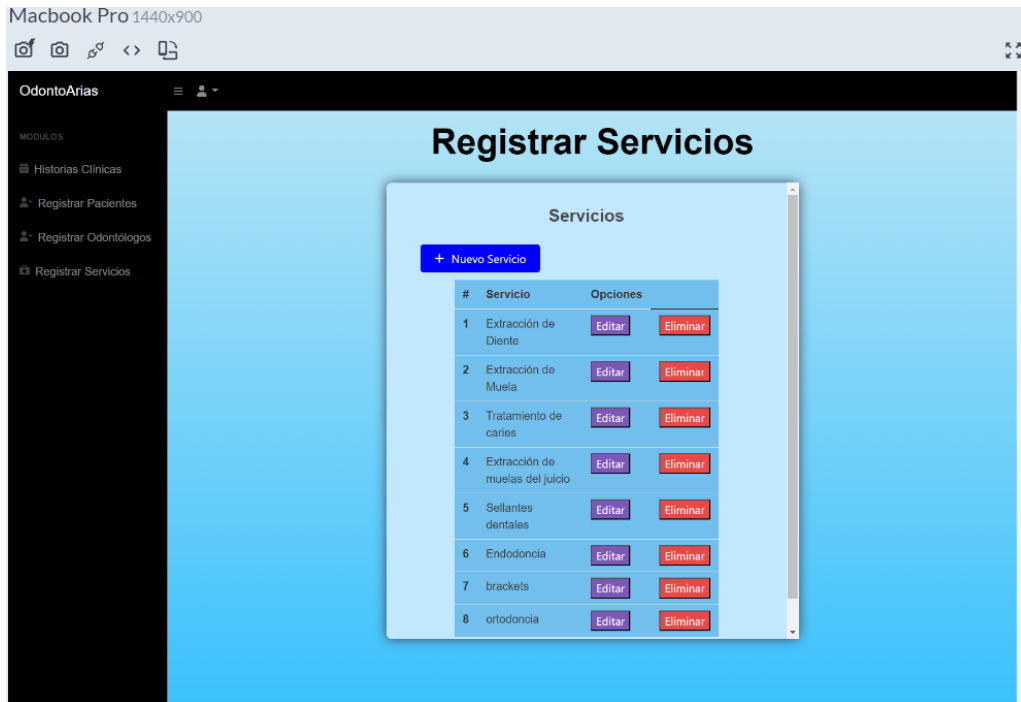 Macbook Pro 1440x900
OdontoArias
MODULOS
Historias Clínicas
Registrar Pacientes
Registrar Odontólogos
Registrar Servicios
Registrar Servicios
Servicios
+ Nuevo Servicio
# Servicio Opciones
1 Extracción de Editar Eliminar
Diente
2 Extracción de Editar Eliminar
Muela
3 Tratamiento de Editar Eliminar
caries
4 Extracción de Editar Eliminar
muelas del juicio
5 Sellantes Editar Eliminar
dentales
6 Endodoncia Editar Eliminar
7 brackets Editar Eliminar
8 ortodoncia Editar Eliminar